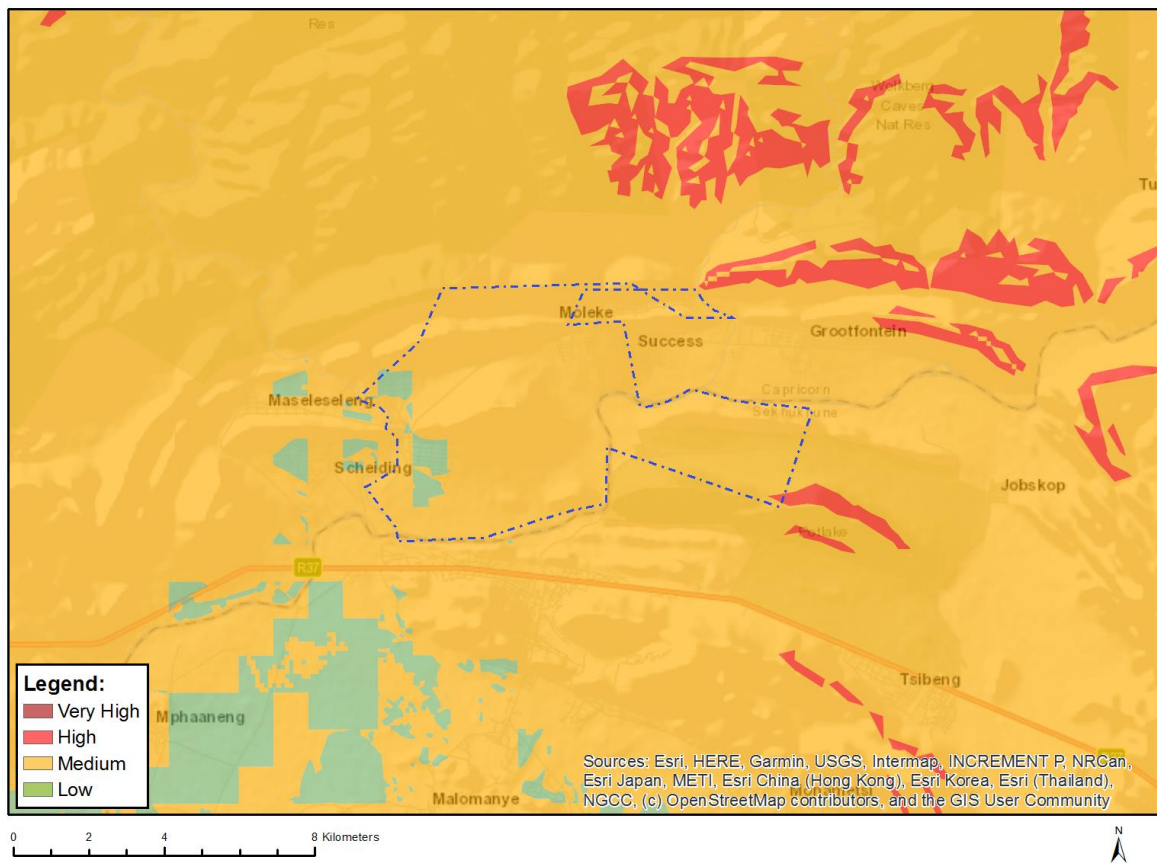 Res
Wolkberg
Caves
Nat Res
Tu
Moleke
Success
Grootfontein
Capricorn
Sekhukhune
Maseleseleng
Scheiding
Jobskop
Potlake
R37
Tsibeng
Legend:
Very High
High
Medium
Low
Mphaaneng
Malomanye
Mohametsi
Sources: Esri, HERE, Garmin, USGS, Intermap, INCREMENT P, NRCan,
Esri Japan, METI, Esri China (Hong Kong), Esri Korea, Esri (Thailand),
NGCC, (c) OpenStreetMap contributors, and the GIS User Community
0 2 4 8 Kilometers
N